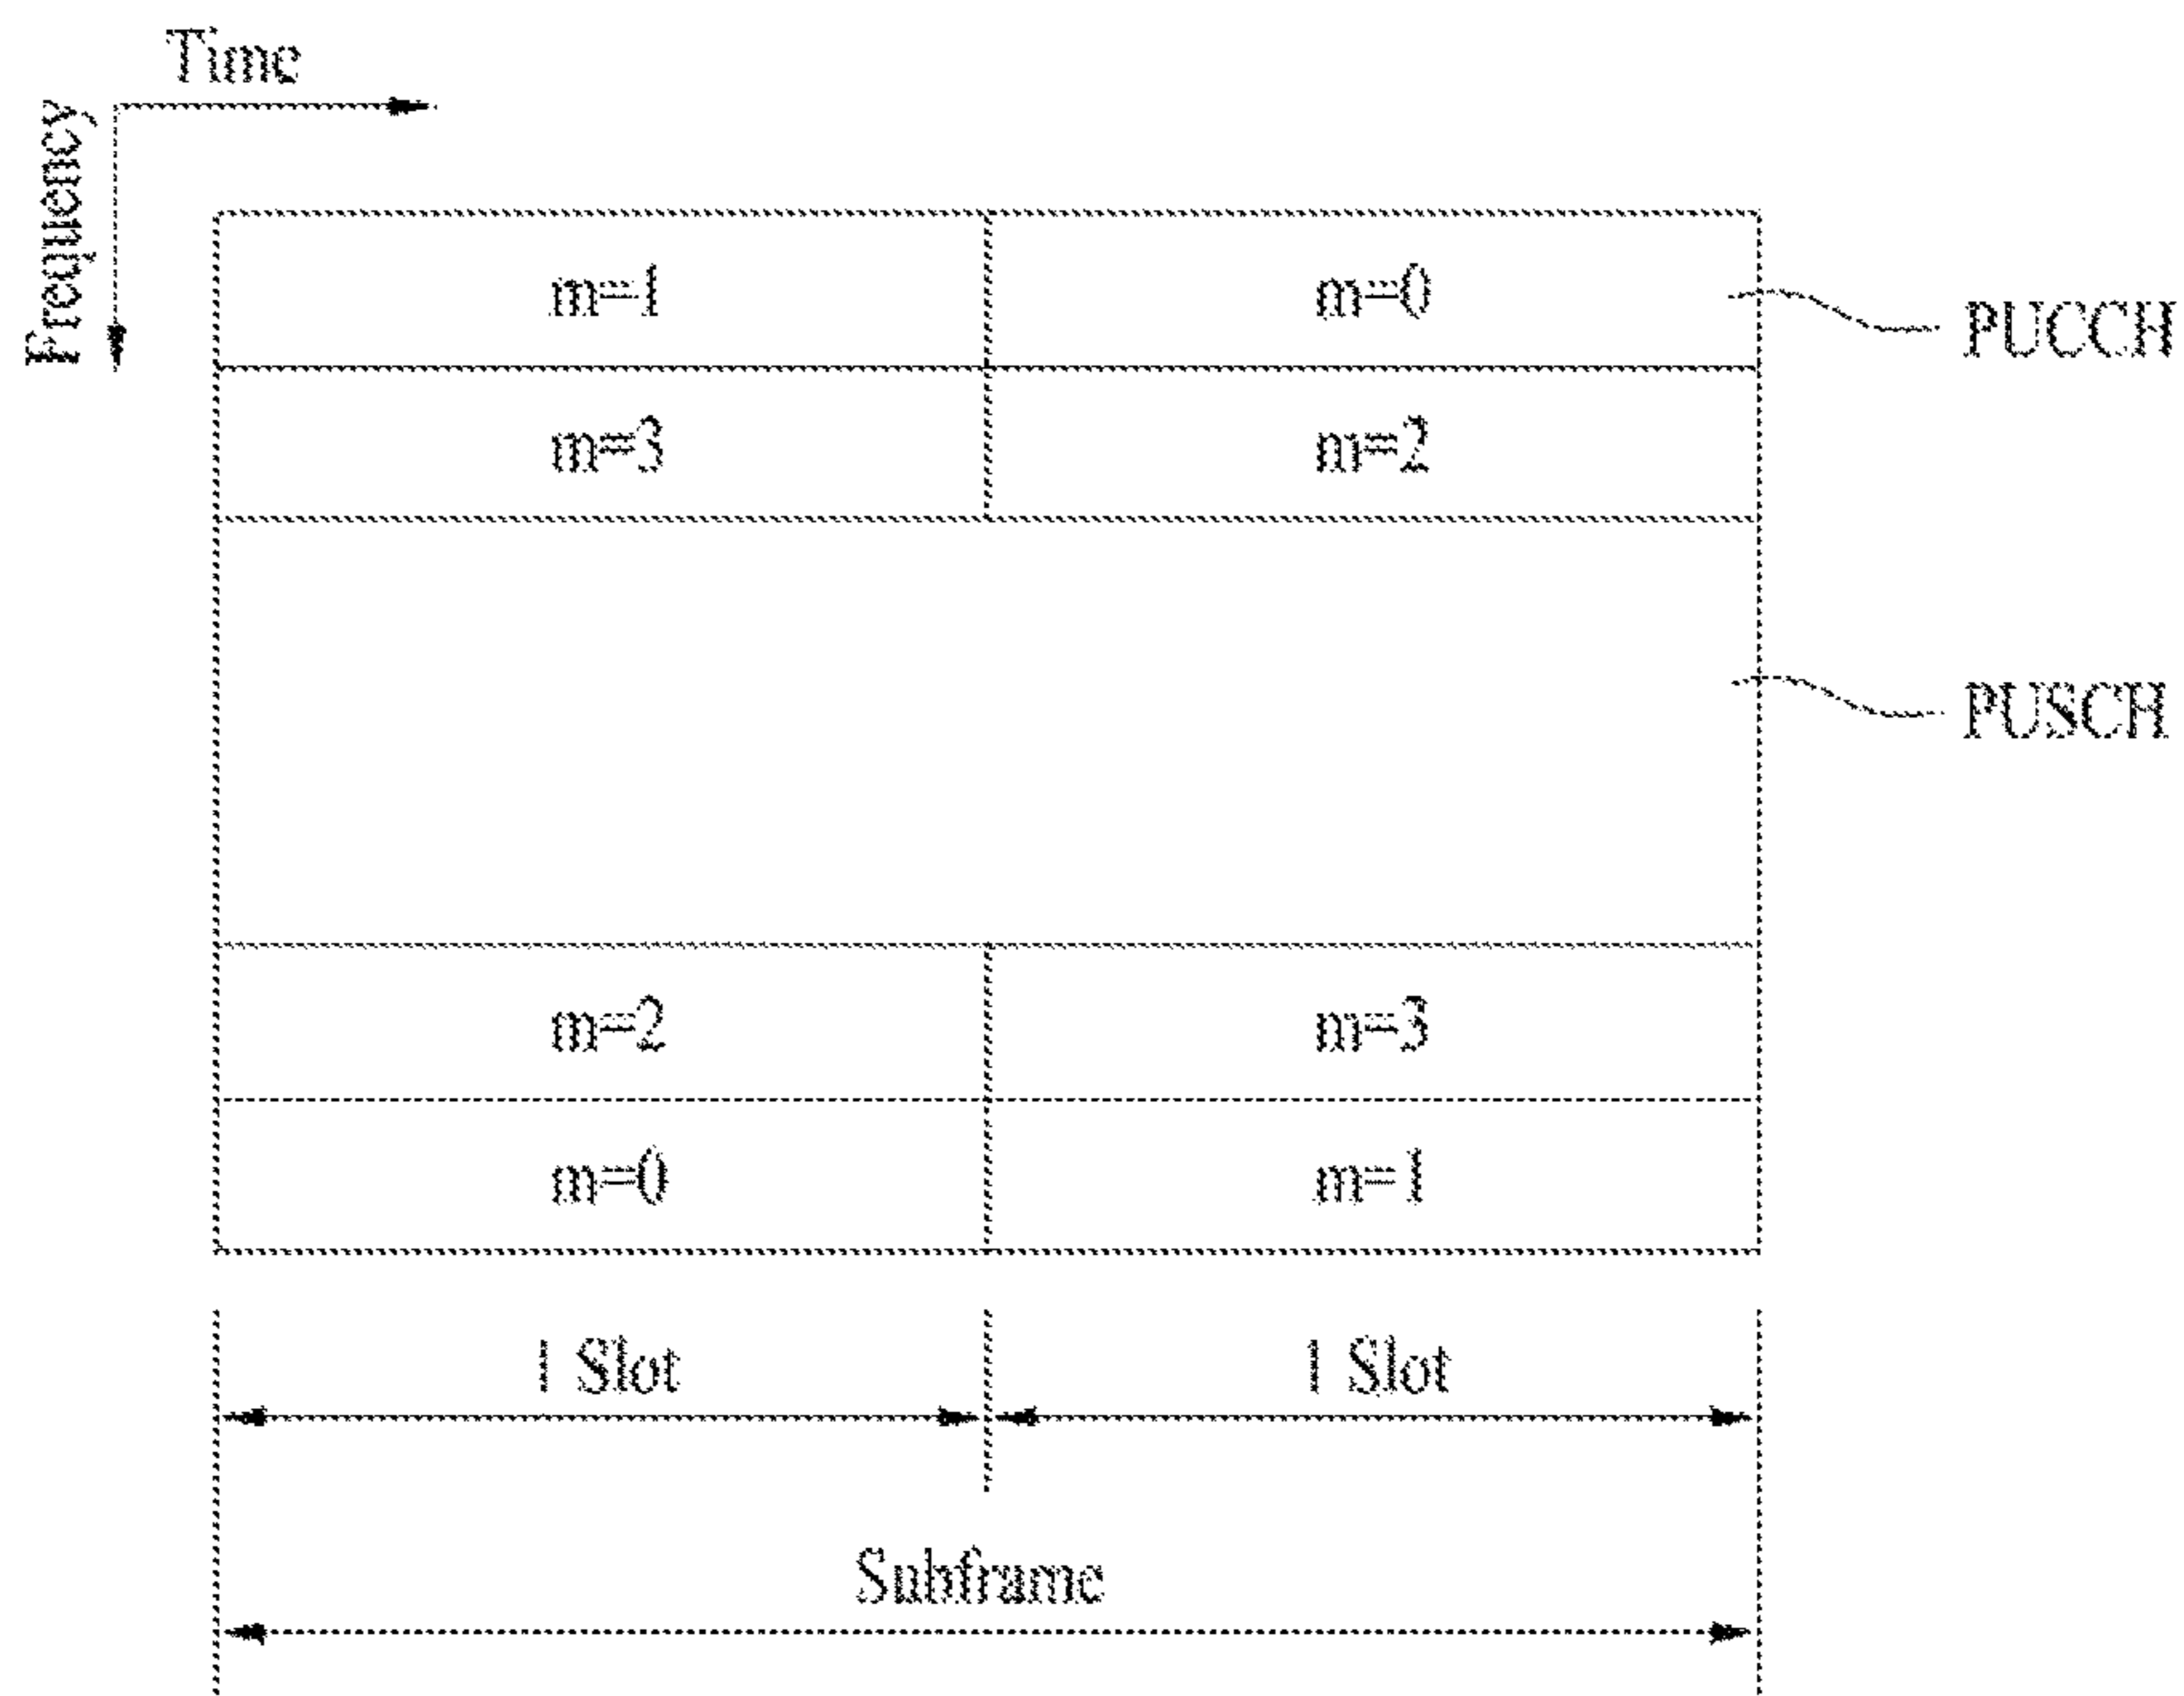 Time
Frequency
m=1
m=0
PUCCH
m=3
m=2
PUSCH
m=2
m=3
m=0
m=1
1 Slot
1 Slot
Subframe